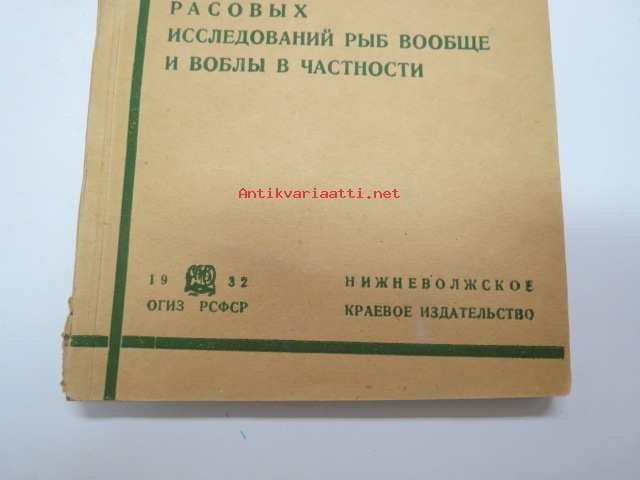 РАСОВЫХ
ИССЛЕДОВАНИЙ РЫБ ВООБЩЕ
И ВОБЛЫ В ЧАСТНОСТИ
Antikvariaatti.net
19 32
ОГИЗ РСФСР
НИЖНЕВОЛЖСКОЕ
КРАЕВОЕ ИЗДАТЕЛЬСТВО